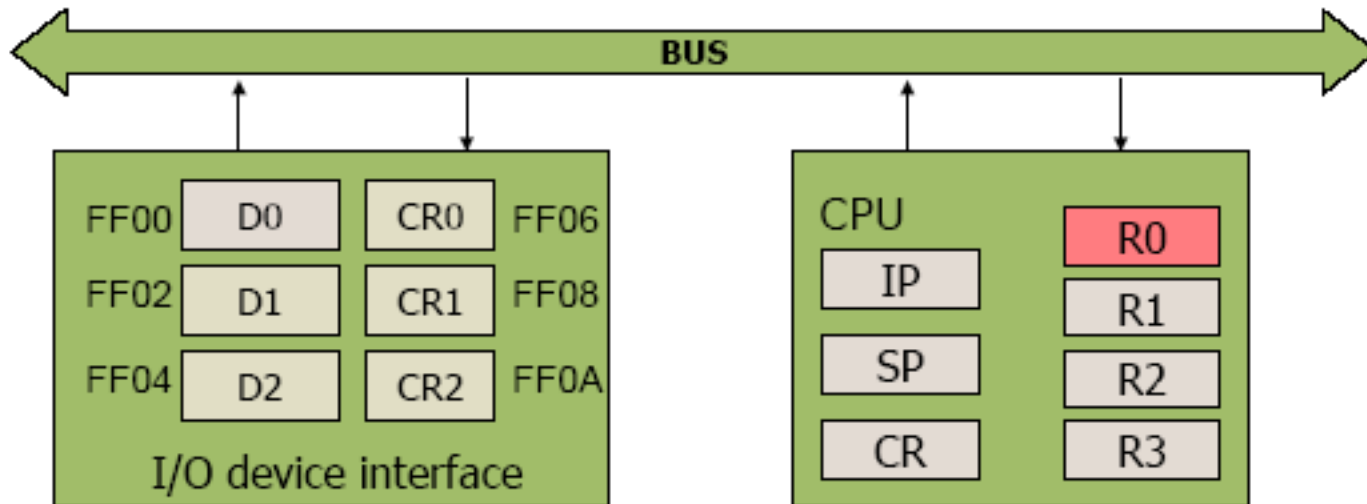 BUS
FF00 D0 CR0 FF06
FF02 D1 CR1 FF08
FF04 D2 CR2 FF0A
I/O device interface
CPU
IP
SP
CR
R0
R1
R2
R3